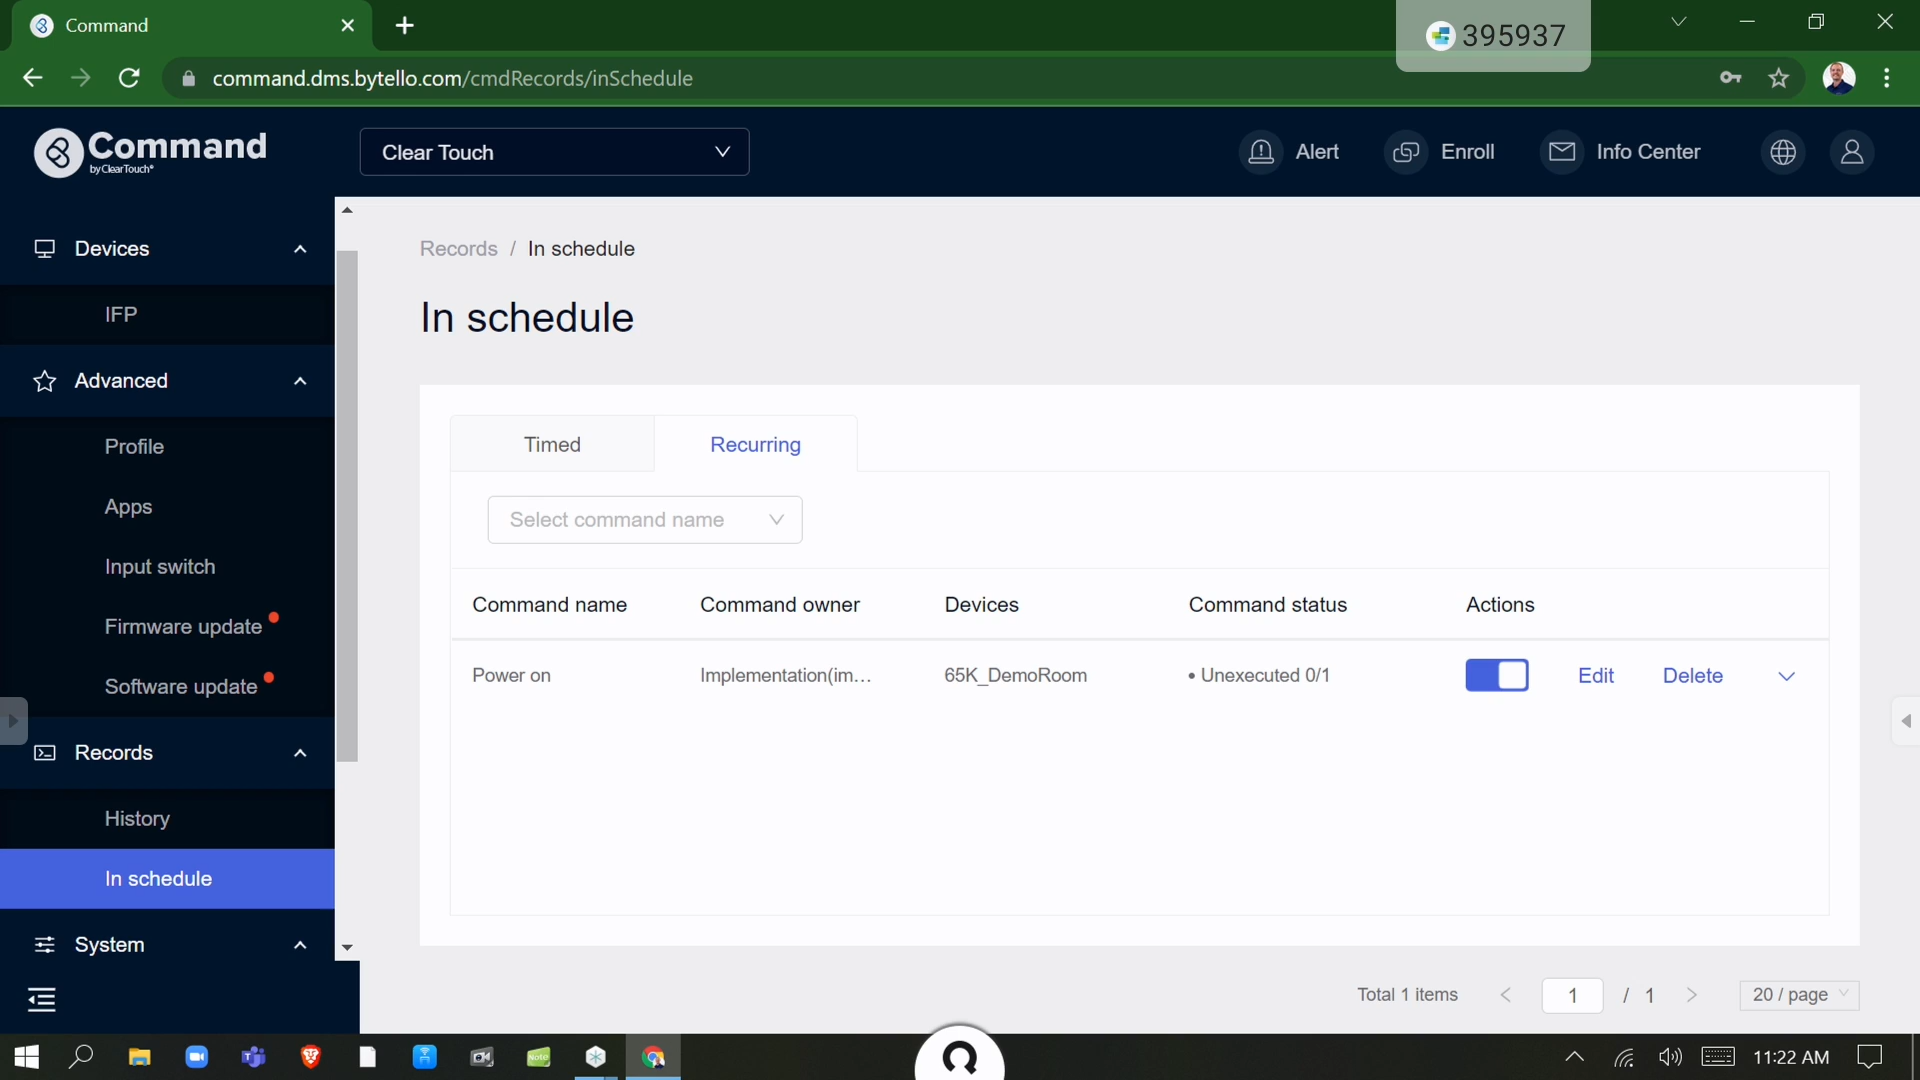 Command
395937
command.dms.bytello.com/cmdRecords/inSchedule
Command
by ClearTouch®
Clear Touch
Alert
Enroll
Info Center
Devices
IFP
Advanced
Profile
Apps
Input switch
Firmware update
Software update
Records
History
In schedule
System
Records / In schedule
In schedule
Timed
Recurring
Select command name
Command name Command owner Devices Command status Actions
Power on Implementation(im... 65K_DemoRoom • Unexecuted 0/1 Edit Delete
Total 1 items < 1 / 1 > 20 / page
Note
11:22 AM